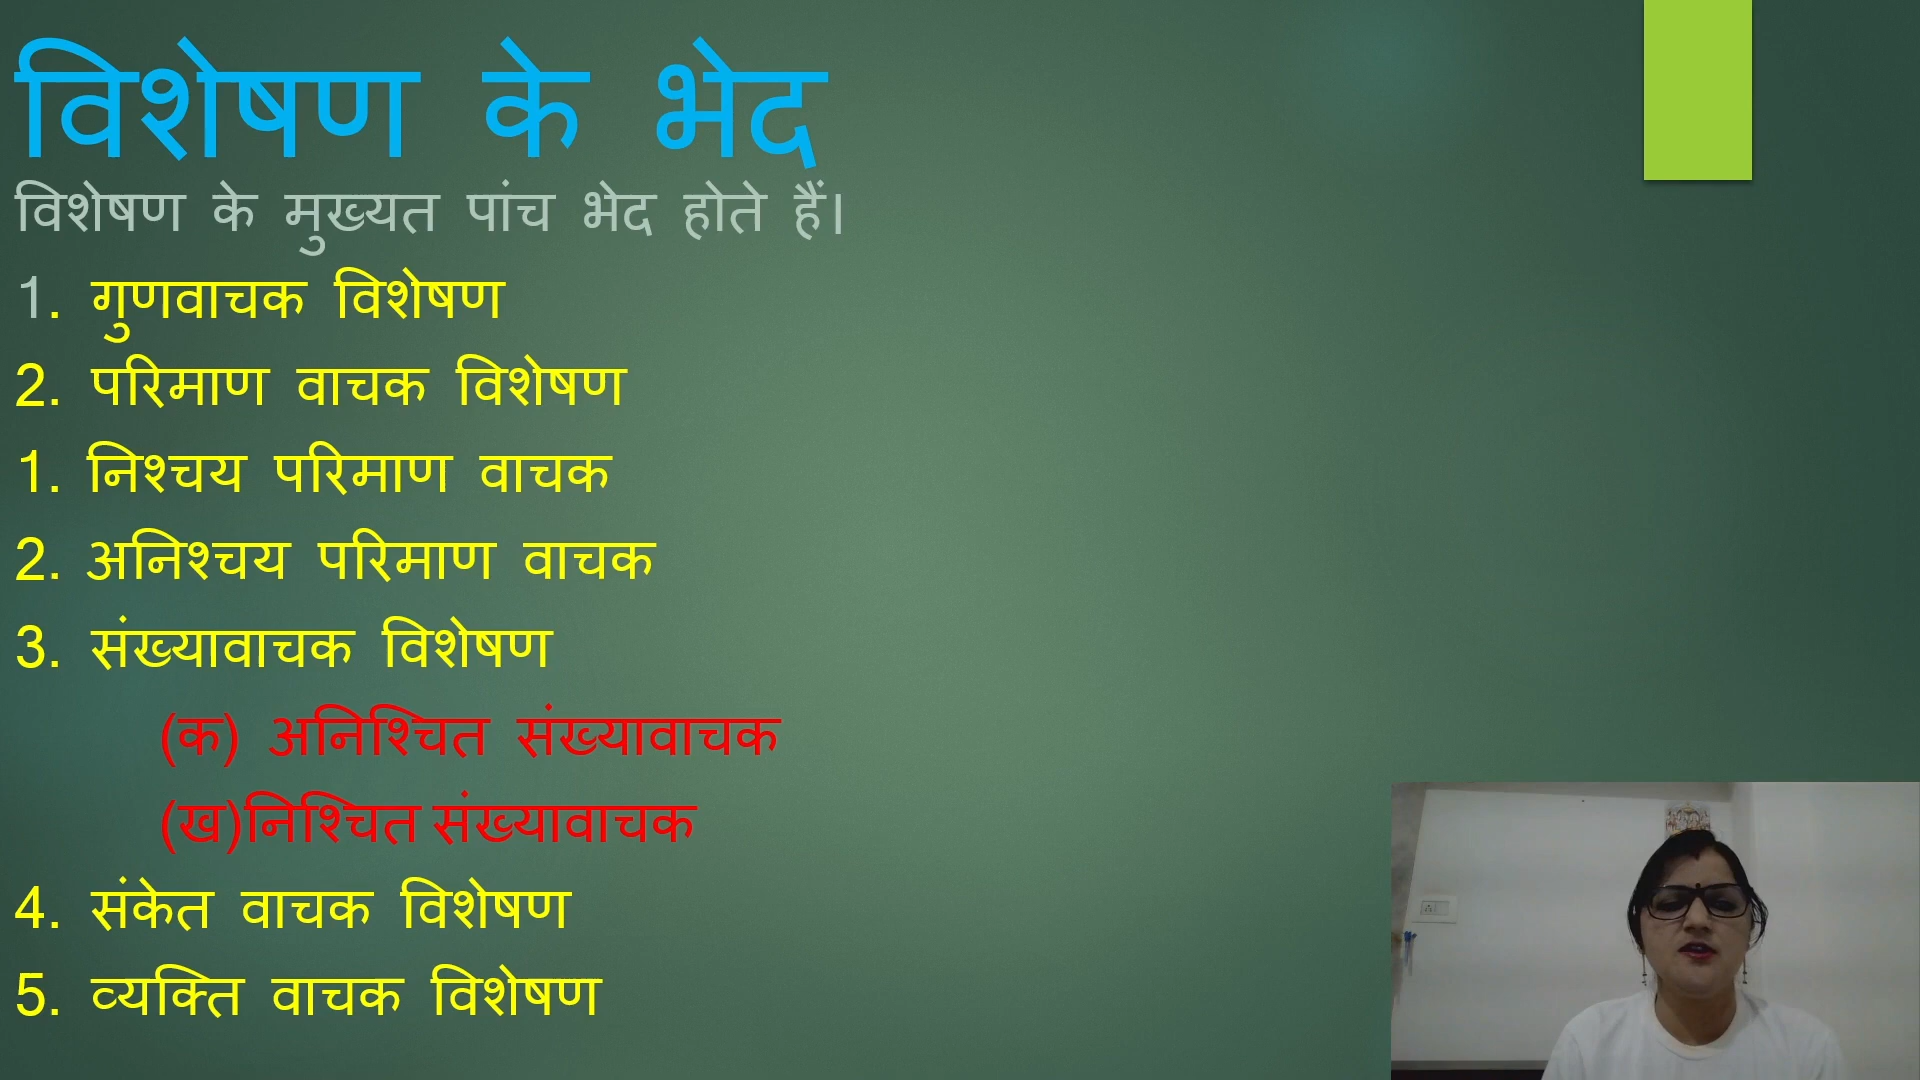 विशेषण के भेद
विशेषण के मुख्यत पांच भेद होते हैं।
1. गुणवाचक विशेषण
2. परिमाण वाचक विशेषण
1. निश्चय परिमाण वाचक
2. अनिश्चय परिमाण वाचक
3. संख्यावाचक विशेषण
(क) अनिश्चित संख्यावाचक
(ख)निश्चित संख्यावाचक
4. संकेत वाचक विशेषण
5. व्यक्ति वाचक विशेषण